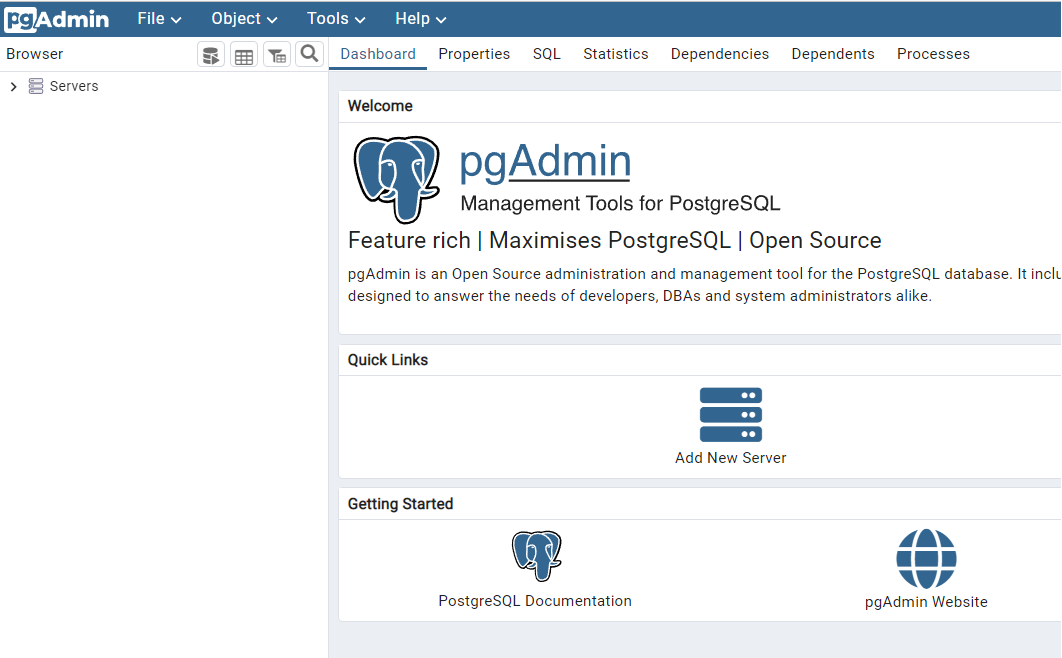 pgAdmin File Object Tools Help
Browser
Dashboard Properties SQL Statistics Dependencies Dependents Processes
Servers
Welcome
pgAdmin
Management Tools for PostgreSQL
Feature rich | Maximises PostgreSQL | Open Source
pgAdmin is an Open Source administration and management tool for the PostgreSQL database. It
designed to answer the needs of developers, DBAs and system administrators alike.
Quick Links
Add New Server
Getting Started
PostgreSQL Documentation
pgAdmin Website